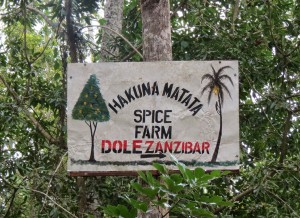 HAKUNA MATATA
SPICE
FARM
DOLE ZANZIBAR